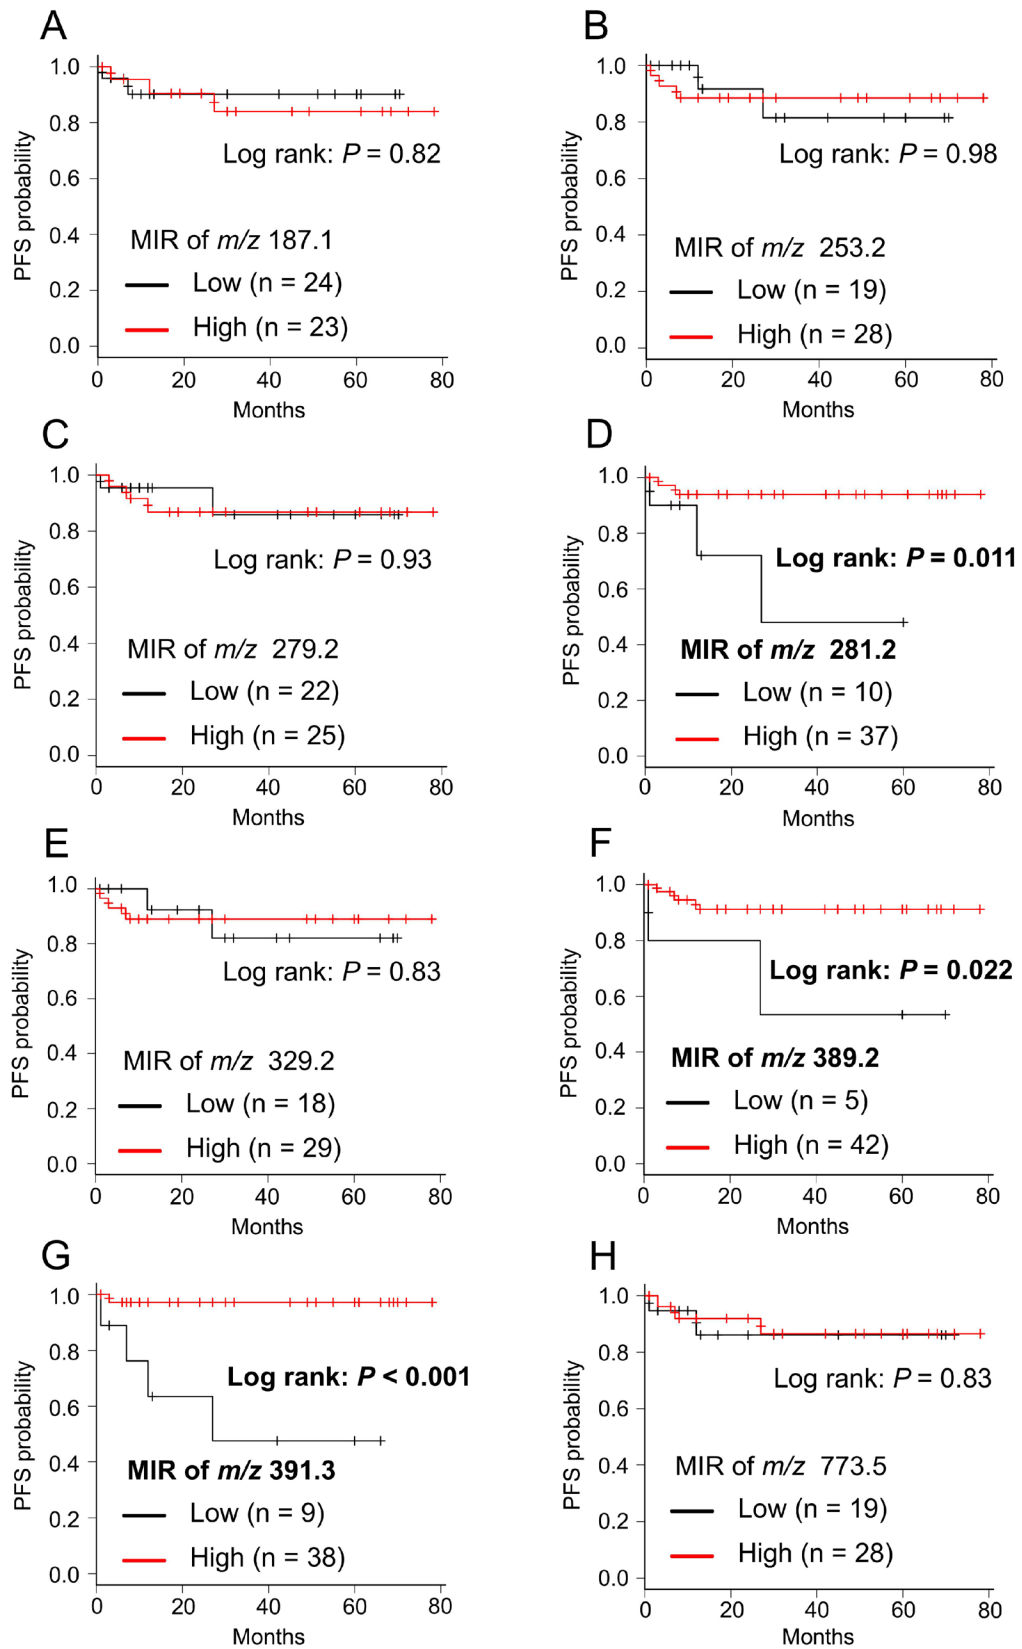 A
1.0
0.8
0.6
0.4
0.2
0.0
PFS probability
Log rank: P = 0.82
MIR of m/z 187.1
Low (n = 24)
High (n = 23)
0 20 40 60 80
Months
B
1.0
0.8
0.6
0.4
0.2
0.0
PFS probability
Log rank: P = 0.98
MIR of m/z 253.2
Low (n = 19)
High (n = 28)
0 20 40 60 80
Months
C
1.0
0.8
0.6
0.4
0.2
0.0
PFS probability
Log rank: P = 0.93
MIR of m/z 279.2
Low (n = 22)
High (n = 25)
0 20 40 60 80
Months
D
1.0
0.8
0.6
0.4
0.2
0.0
PFS probability
Log rank: P = 0.011
MIR of m/z 281.2
Low (n = 10)
High (n = 37)
0 20 40 60 80
Months
E
1.0
0.8
0.6
0.4
0.2
0.0
PFS probability
Log rank: P = 0.83
MIR of m/z 329.2
Low (n = 18)
High (n = 29)
0 20 40 60 80
Months
F
1.0
0.8
0.6
0.4
0.2
0.0
PFS probability
Log rank: P = 0.022
MIR of m/z 389.2
Low (n = 5)
High (n = 42)
0 20 40 60 80
Months
G
1.0
0.8
0.6
0.4
0.2
0.0
PFS probability
Log rank: P < 0.001
MIR of m/z 391.3
Low (n = 9)
High (n = 38)
0 20 40 60 80
Months
H
1.0
0.8
0.6
0.4
0.2
0.0
PFS probability
Log rank: P = 0.83
MIR of m/z 773.5
Low (n = 19)
High (n = 28)
0 20 40 60 80
Months